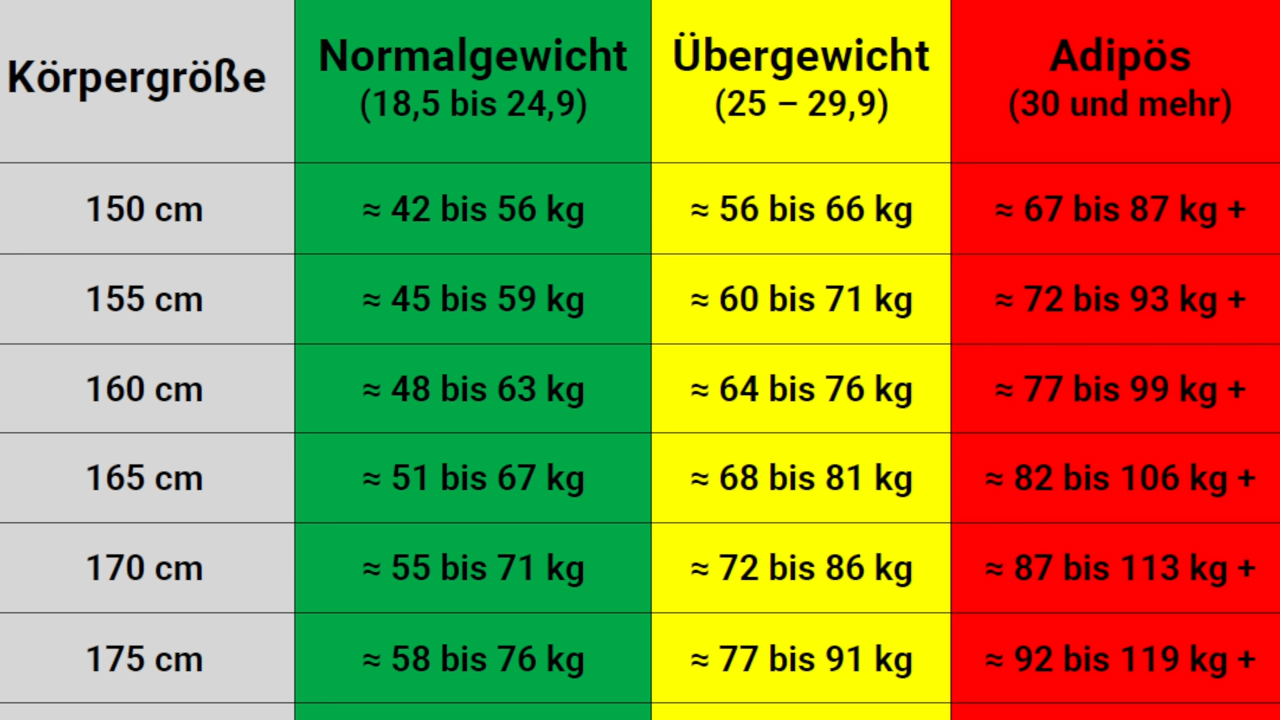 Körpergröße Normalgewicht Übergewicht Adipös
(18,5 bis 24,9) (25 – 29,9) (30 und mehr)
150 cm ≈ 42 bis 56 kg ≈ 56 bis 66 kg ≈ 67 bis 87 kg +
155 cm ≈ 45 bis 59 kg ≈ 60 bis 71 kg ≈ 72 bis 93 kg +
160 cm ≈ 48 bis 63 kg ≈ 64 bis 76 kg ≈ 77 bis 99 kg +
165 cm ≈ 51 bis 67 kg ≈ 68 bis 81 kg ≈ 82 bis 106 kg +
170 cm ≈ 55 bis 71 kg ≈ 72 bis 86 kg ≈ 87 bis 113 kg +
175 cm ≈ 58 bis 76 kg ≈ 77 bis 91 kg ≈ 92 bis 119 kg +